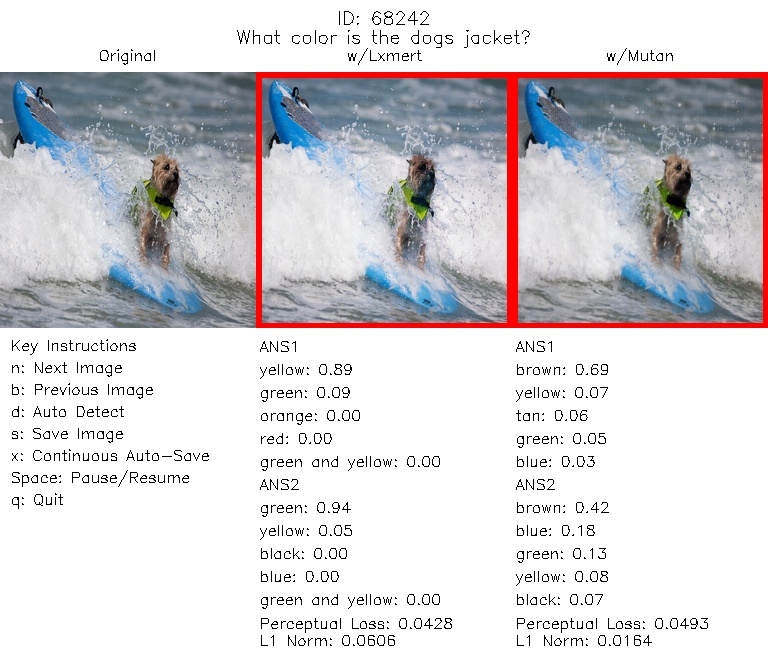 ID: 68242
What color is the dogs jacket?
Original
w/Lxmert
w/Mutan
Key Instructions
n: Next Image
b: Previous Image
d: Auto Detect
s: Save Image
x: Continuous Auto-Save
Space: Pause/Resume
q: Quit
ANS1
yellow: 0.89
green: 0.09
orange: 0.00
red: 0.00
green and yellow: 0.00
ANS2
green: 0.94
yellow: 0.05
black: 0.00
blue: 0.00
green and yellow: 0.00
Perceptual Loss: 0.0428
L1 Norm: 0.0606
ANS1
brown: 0.69
yellow: 0.07
tan: 0.06
green: 0.05
blue: 0.03
ANS2
brown: 0.42
blue: 0.18
green: 0.13
yellow: 0.08
black: 0.07
Perceptual Loss: 0.0493
L1 Norm: 0.0164